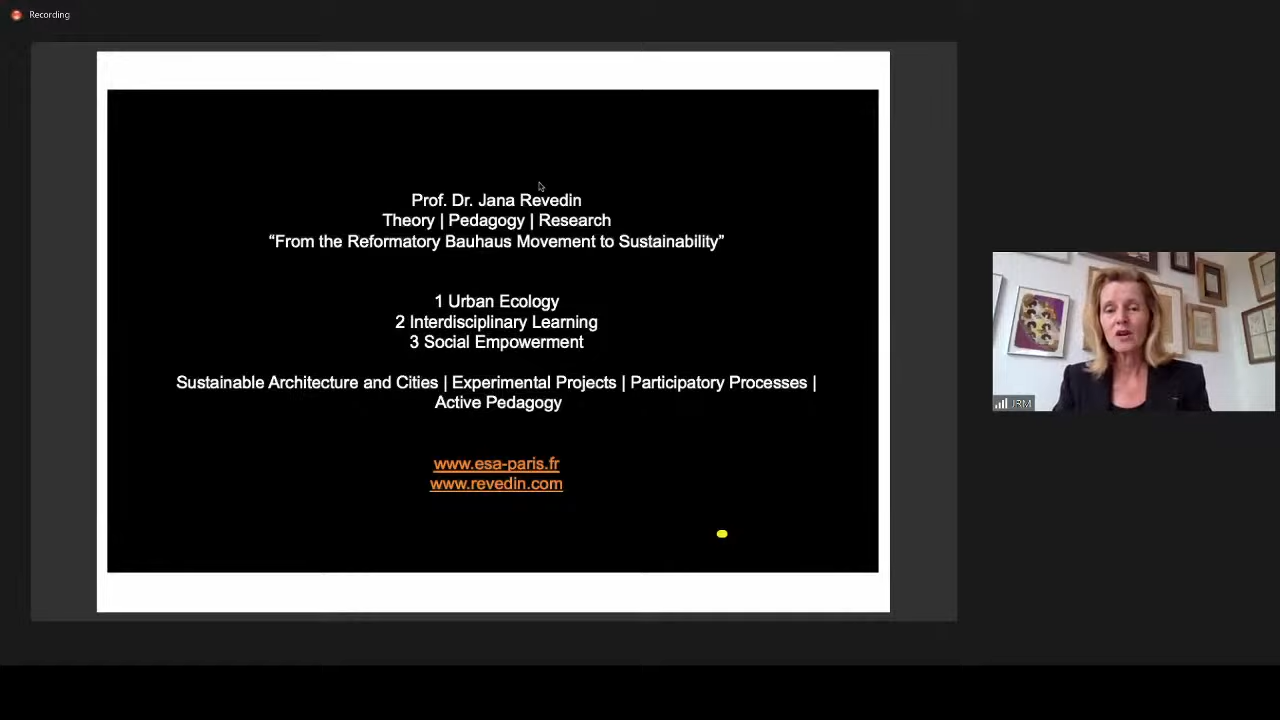 Recording
Prof. Dr. Jana Revedin
Theory | Pedagogy | Research
“From the Reformatory Bauhaus Movement to Sustainability”
1 Urban Ecology
2 Interdisciplinary Learning
3 Social Empowerment
Sustainable Architecture and Cities | Experimental Projects | Participatory Processes |
Active Pedagogy
www.esa-paris.fr
www.revedin.com
JRM